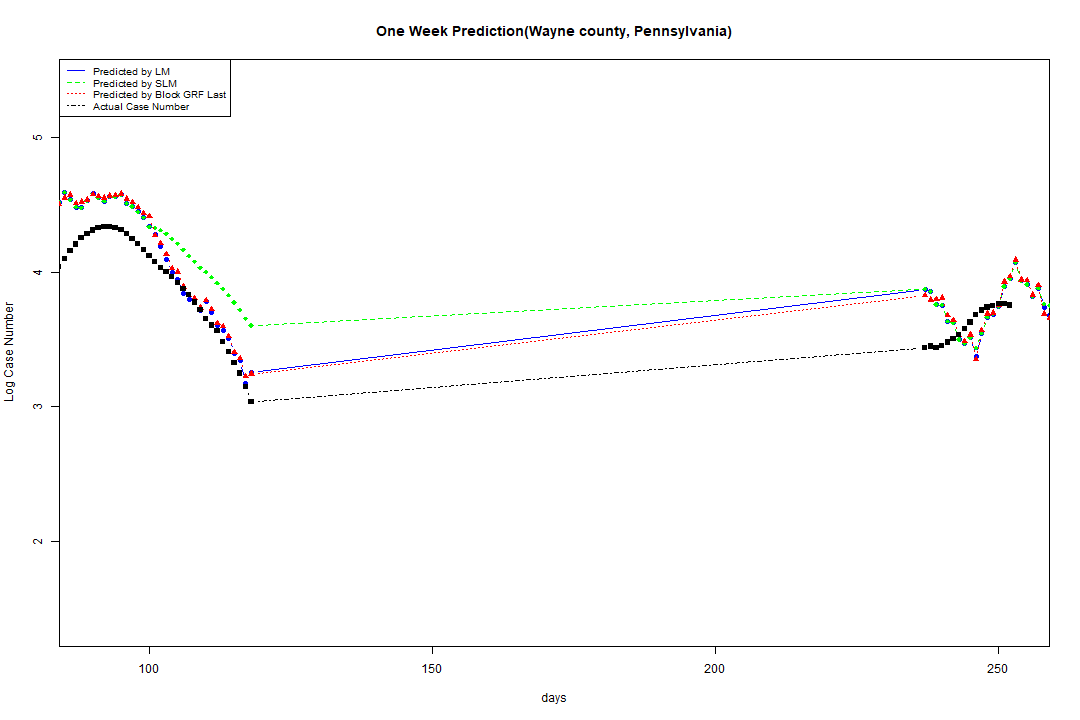 One Week Prediction(Wayne county, Pennsylvania)
Predicted by LM
Predicted by SLM
Predicted by Block GRF Last
Actual Case Number
5
4
3
2
Log Case Number
100
150
200
250
days